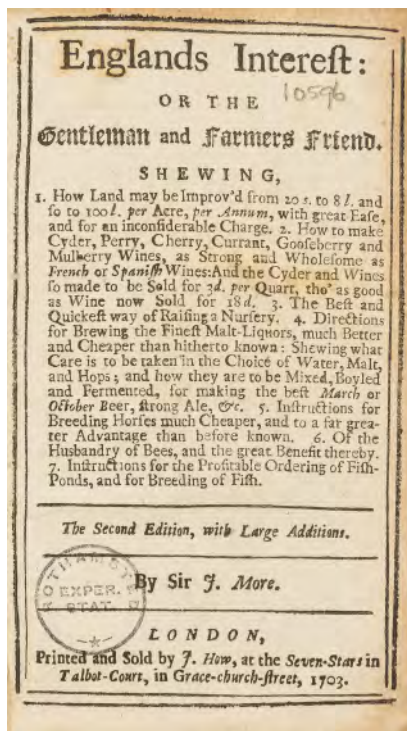 Englands Intereſt:
OR THE
10596
Gentleman and Farmers Friend.
SHEWING,
1. How Land may be Improv'd from 20 s. to 8 l. and
ſo to 100 l. per Acre, per Annum, with great Eaſe,
and for an inconſiderable Charge. 2. How to make
Cyder, Perry, Cherry, Currant, Gooſeberry and
Mulberry Wines, as Strong and Wholeſome as
French or Spaniſh Wines: And the Cyder and Wines
ſo made to be Sold for 3d. per Quart, tho' as good
as Wine now Sold for 18 d. 3. The Beſt and
Quickeſt way of Raiſing a Nurſery. 4. Directions
for Brewing the Fineſt Malt-Liquors, much Better
and Cheaper than hitherto known: Shewing what
Care is to be taken in the Choice of Water, Malt,
and Hops; and how they are to be Mixed, Boyled
and Fermented, for making the beſt March or
October Beer, ſtrong Ale, &c. 5. Inſtructions for
Breeding Horſes much Cheaper, and to a far grea-
ter Advantage than before known. 6. Of the
Husbandry of Bees, and the great Benefit thereby.
7. Inſtructions for the Profitable Ordering of Fiſh-
Ponds, and for Breeding of Fiſh.
The Second Edition, with Large Additions.
By Sir J. More.
ROTHAMSTED
EXPER.
STAT.
LONDON,
Printed and Sold by J. How, at the Seven-Stars in
Talbot-Court, in Grace-church-ſtreet, 1703.